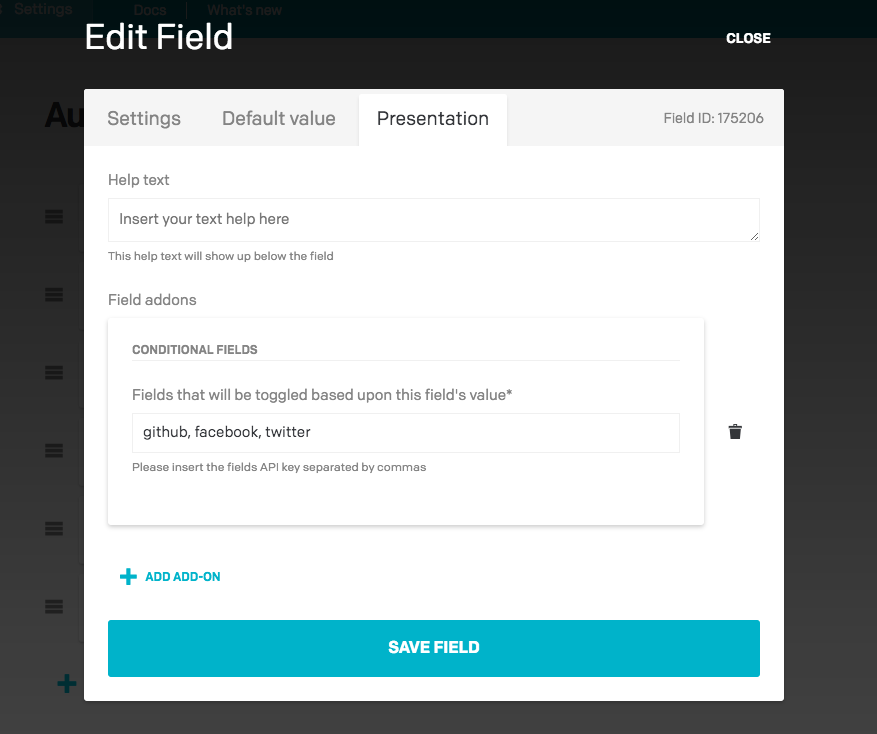 Settings Docs What's new
Edit Field
CLOSE
Au
Settings Default value Presentation Field ID: 175206
Help text
Insert your text help here
This help text will show up below the field
Field addons
CONDITIONAL FIELDS
Fields that will be toggled based upon this field's value*
github, facebook, twitter
Please insert the fields API key separated by commas
ADD ADD-ON
SAVE FIELD